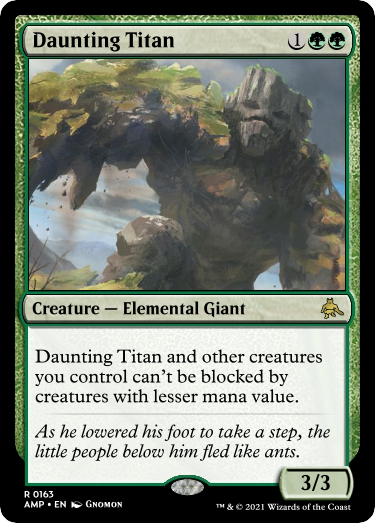 Daunting Titan 1
Creature — Elemental Giant
Daunting Titan and other creatures
you control can't be blocked by
creatures with lesser mana value.
As he lowered his foot to take a step, the
little people below him fled like ants.
3/3
R 0163
AMP • EN Gnomon
™ & © 2021 Wizards of the Coast